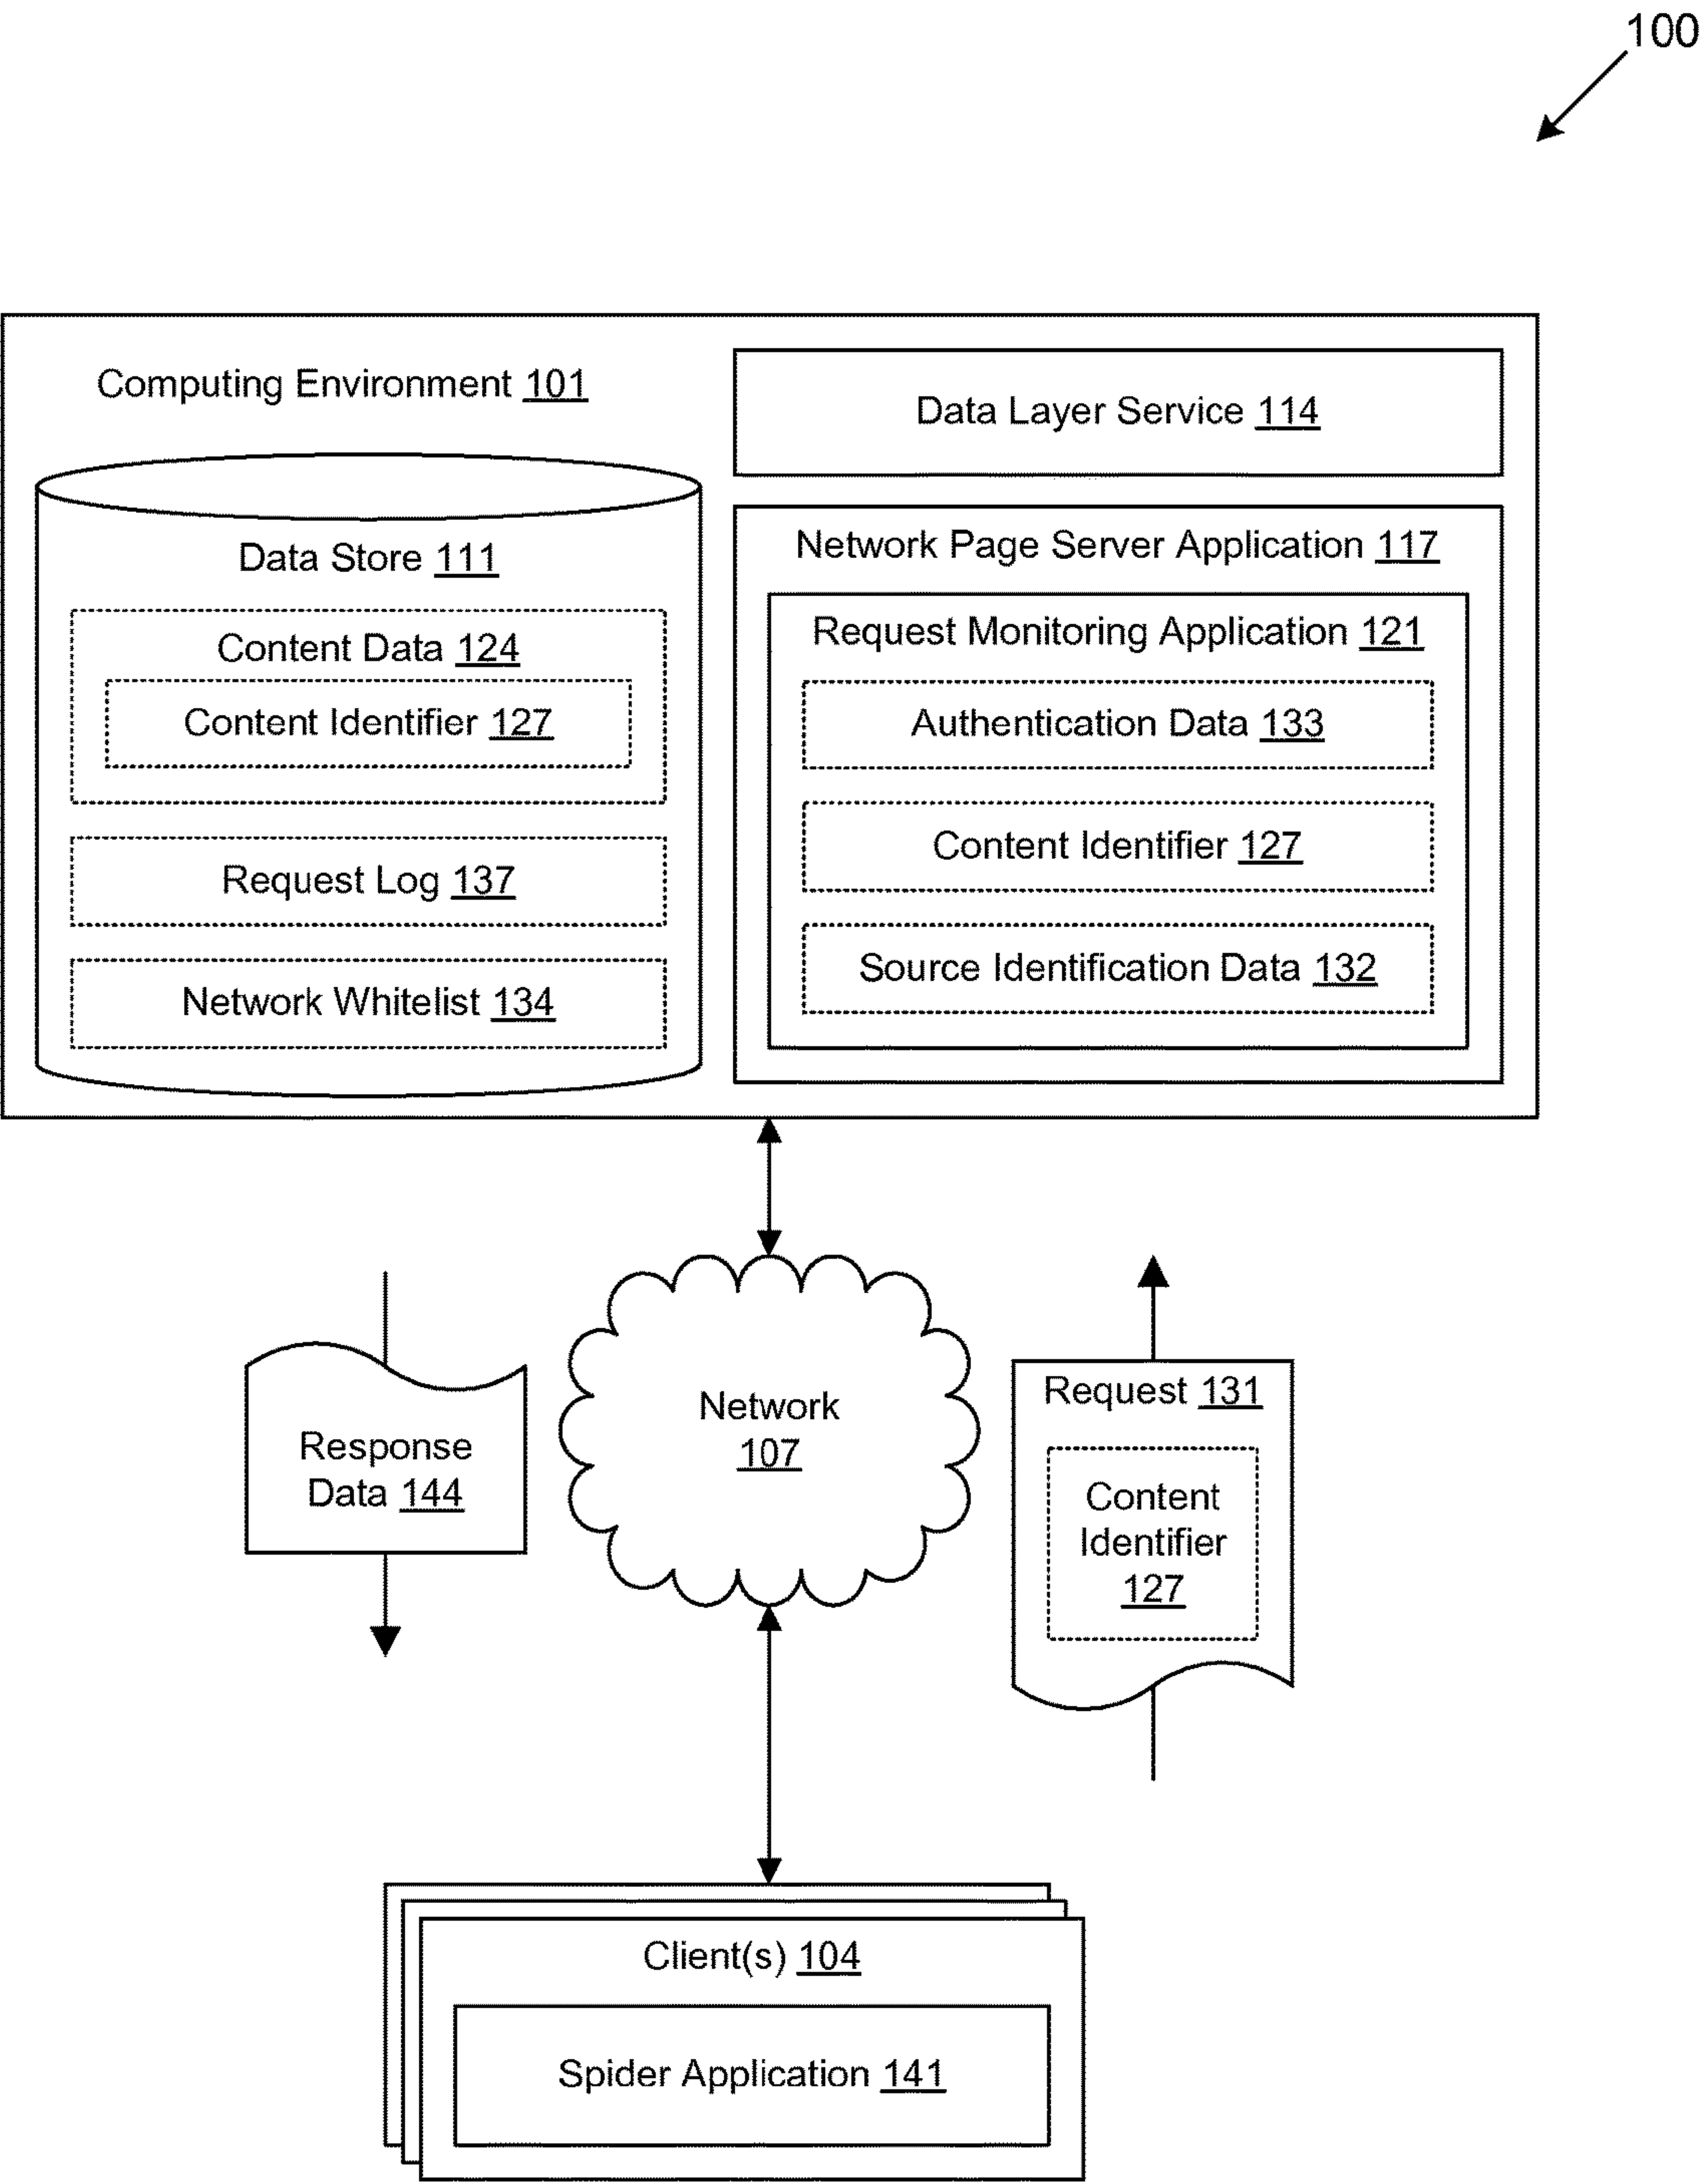 100
Computing Environment 101
Data Store 111
Content Data 124
Content Identifier 127
Request Log 137
Network Whitelist 134
Data Layer Service 114
Network Page Server Application 117
Request Monitoring Application 121
Authentication Data 133
Content Identifier 127
Source Identification Data 132
Response
Data 144
Network
107
Request 131
Content
Identifier
127
Client(s) 104
Spider Application 141